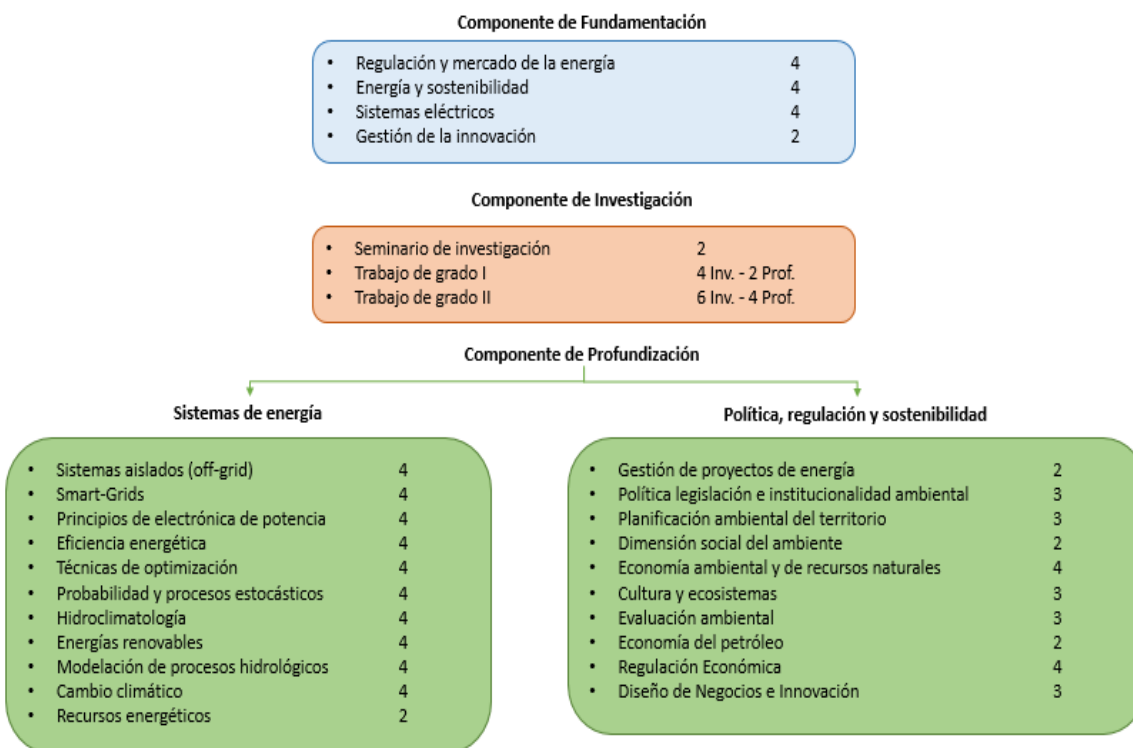 Componente de Fundamentación
• Regulación y mercado de la energía 4
• Energía y sostenibilidad 4
• Sistemas eléctricos 4
• Gestión de la innovación 2
Componente de Investigación
• Seminario de investigación 2
• Trabajo de grado I 4 Inv. - 2 Prof.
• Trabajo de grado II 6 Inv. - 4 Prof.
Componente de Profundización
Sistemas de energía
• Sistemas aislados (off-grid) 4
• Smart-Grids 4
• Principios de electrónica de potencia 4
• Eficiencia energética 4
• Técnicas de optimización 4
• Probabilidad y procesos estocásticos 4
• Hidroclimatología 4
• Energías renovables 4
• Modelación de procesos hidrológicos 4
• Cambio climático 4
• Recursos energéticos 2
Política, regulación y sostenibilidad
• Gestión de proyectos de energía 2
• Política legislación e institucionalidad ambiental 3
• Planificación ambiental del territorio 3
• Dimensión social del ambiente 2
• Economía ambiental y de recursos naturales 4
• Cultura y ecosistemas 3
• Evaluación ambiental 3
• Economía del petróleo 2
• Regulación Económica 4
• Diseño de Negocios e Innovación 3